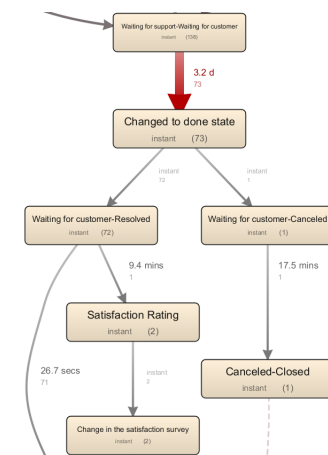 Waiting for support-Waiting for customer
instant (158)
3.2 d
73
Changed to done state
instant (73)
instant
72
instant
1
Waiting for customer-Resolved
instant (72)
Waiting for customer-Canceled
instant (1)
9.4 mins
1
17.5 mins
1
Satisfaction Rating
instant (2)
26.7 secs
71
instant
2
Canceled-Closed
instant (1)
Change in the satisfaction survey
instant (2)